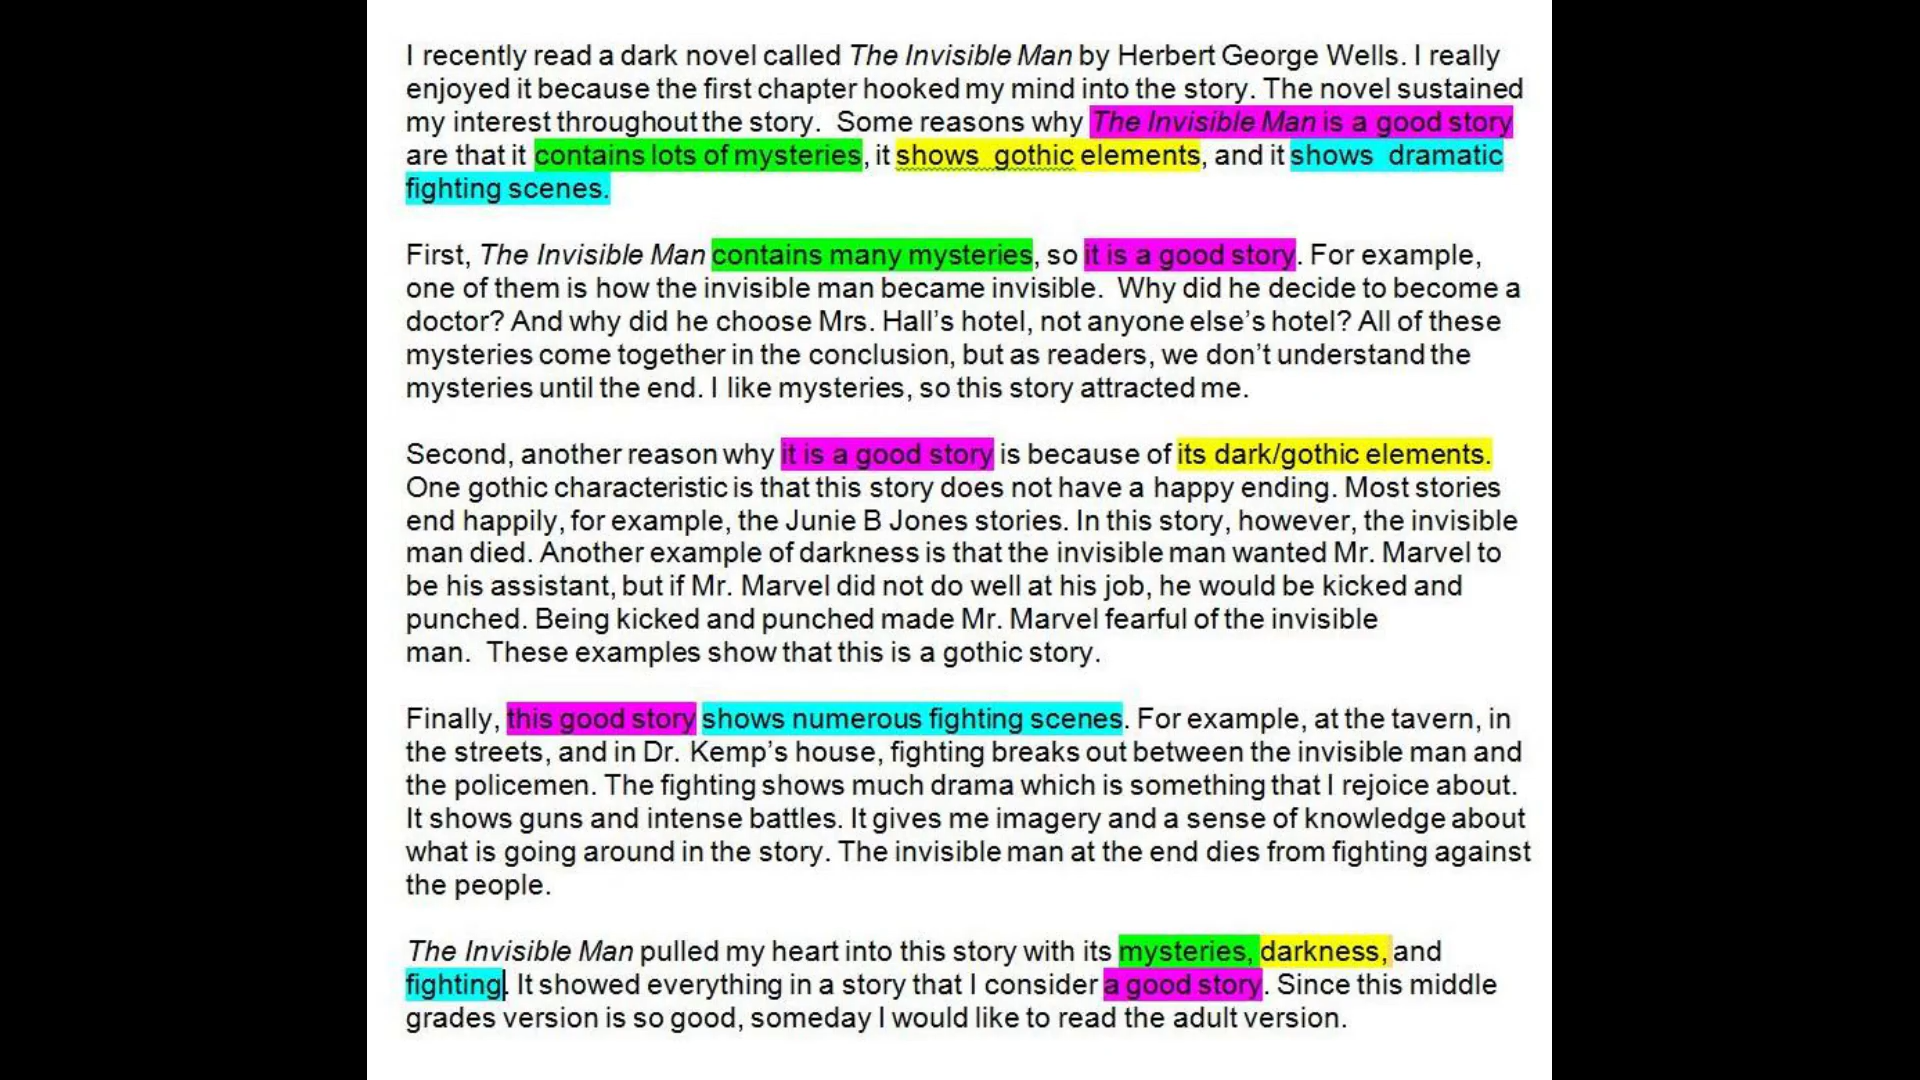 I recently read a dark novel called The Invisible Man by Herbert George Wells. I really
enjoyed it because the first chapter hooked my mind into the story. The novel sustained
my interest throughout the story.  Some reasons why The Invisible Man is a good story
are that it contains lots of mysteries, it shows  gothic elements, and it shows  dramatic
fighting scenes.
First, The Invisible Man contains many mysteries, so it is a good story. For example,
one of them is how the invisible man became invisible.  Why did he decide to become a
doctor? And why did he choose Mrs. Hall’s hotel, not anyone else’s hotel? All of these
mysteries come together in the conclusion, but as readers, we don’t understand the
mysteries until the end. I like mysteries, so this story attracted me.
Second, another reason why it is a good story is because of its dark/gothic elements.
One gothic characteristic is that this story does not have a happy ending. Most stories
end happily, for example, the Junie B Jones stories. In this story, however, the invisible
man died. Another example of darkness is that the invisible man wanted Mr. Marvel to
be his assistant, but if Mr. Marvel did not do well at his job, he would be kicked and
punched. Being kicked and punched made Mr. Marvel fearful of the invisible
man.  These examples show that this is a gothic story.
Finally, this good story shows numerous fighting scenes. For example, at the tavern, in
the streets, and in Dr. Kemp’s house, fighting breaks out between the invisible man and
the policemen. The fighting shows much drama which is something that I rejoice about.
It shows guns and intense battles. It gives me imagery and a sense of knowledge about
what is going around in the story. The invisible man at the end dies from fighting against
the people.
The Invisible Man pulled my heart into this story with its mysteries, darkness, and
fighting. It showed everything in a story that I consider a good story. Since this middle
grades version is so good, someday I would like to read the adult version.